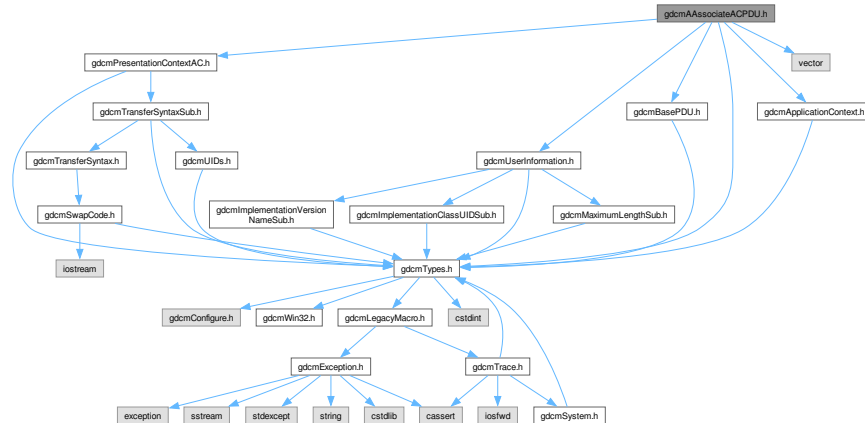 gdcmAAssociateACPDU.h
gdcmPresentationContextAC.h
vector
gdcmTransferSyntaxSub.h
gdcmBasePDU.h
gdcmApplicationContext.h
gdcmTransferSyntax.h
gdcmUIDs.h
gdcmUserInformation.h
gdcmImplementationVersion
NameSub.h
gdcmImplementationClassUIDSub.h
gdcmMaximumLengthSub.h
gdcmSwapCode.h
iostream
gdcmTypes.h
gdcmConfigure.h
gdcmWin32.h
gdcmLegacyMacro.h
cstdint
gdcmException.h
gdcmTrace.h
exception
sstream
stdexcept
string
cstdlib
cassert
iosfwd
gdcmSystem.h